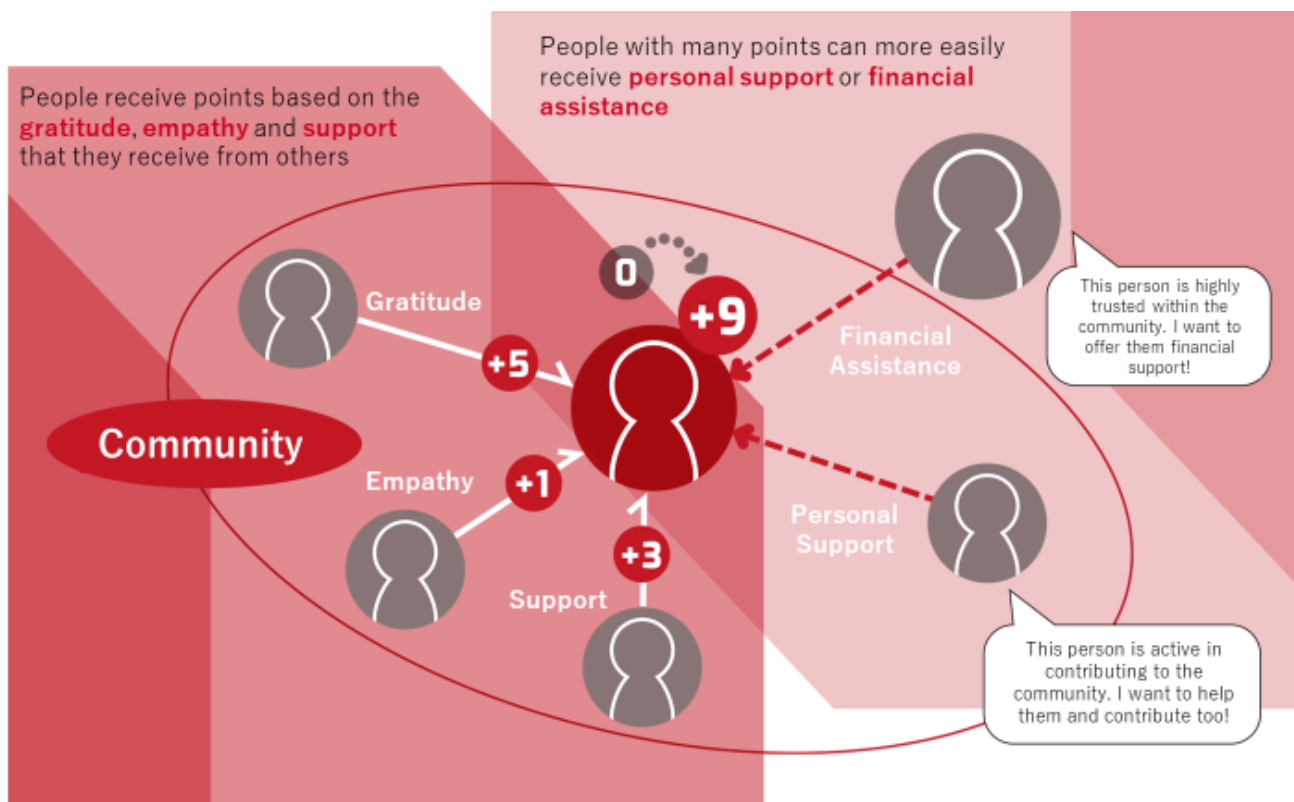 People receive points based on the
gratitude, empathy and support
that they receive from others
People with many points can more easily
receive personal support or financial
assistance
0
+9
Gratitude
+5
Financial
Assistance
This person is highly
trusted within the
community. I want to
offer them financial
support!
Community
Empathy
+1
Personal
Support
+3
Support
This person is active in
contributing to the
community. I want to help
them and contribute too!